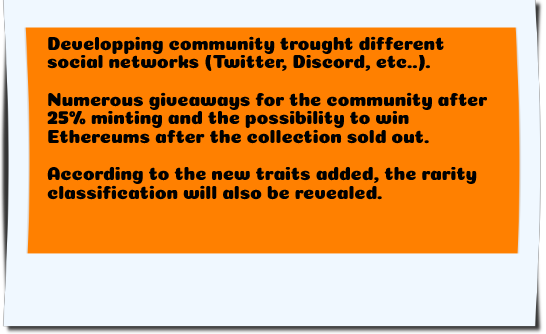 Developping community trought different
social networks (Twitter, Discord, etc..).
Numerous giveaways for the community after
25% minting and the possibility to win
Ethereums after the collection sold out.
According to the new traits added, the rarity
classification will also be revealed.